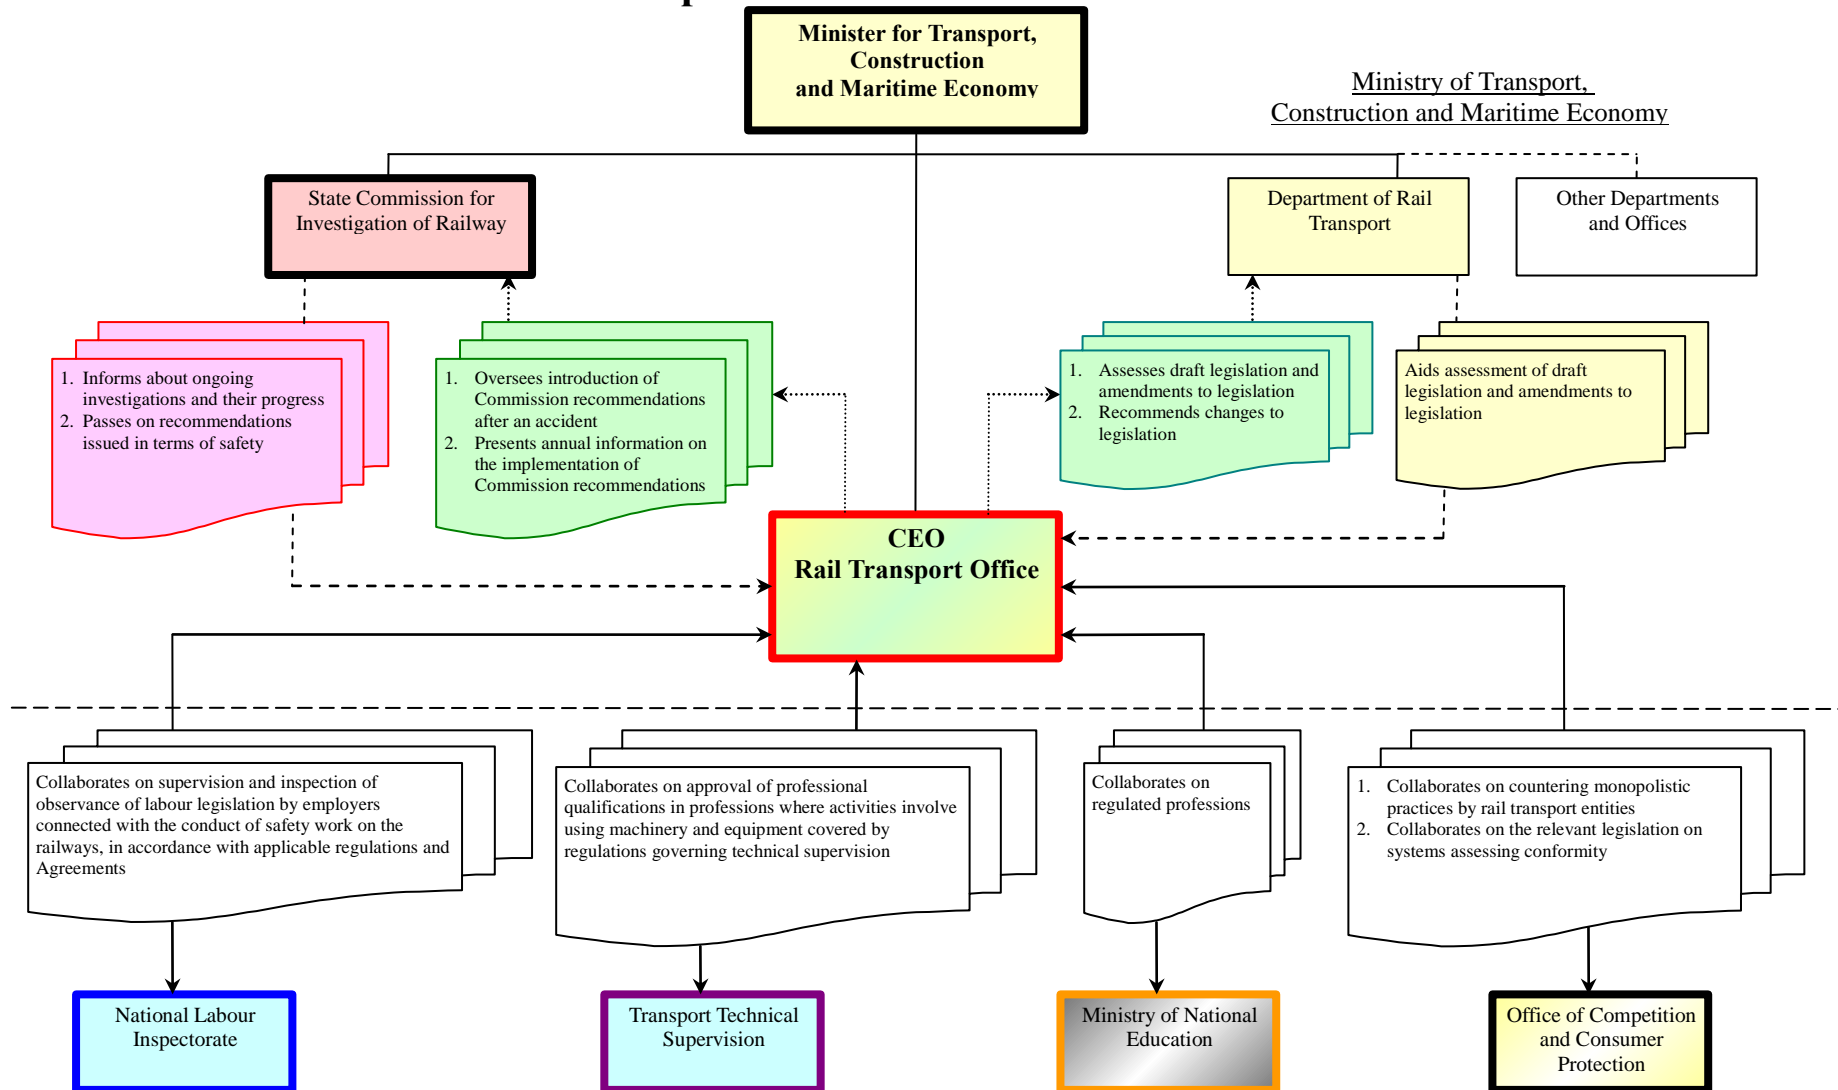 Minister for Transport,
Construction
and Maritime Economy
Ministry of Transport,
Construction and Maritime Economy
State Commission for
Investigation of Railway
Department of Rail
Transport
Other Departments
and Offices
1. Informs about ongoing
investigations and their progress
2. Passes on recommendations
issued in terms of safety
1. Oversees introduction of
Commission recommendations
after an accident
2. Presents annual information on
the implementation of
Commission recommendations
1. Assesses draft legislation and
amendments to legislation
2. Recommends changes to
legislation
Aids assessment of draft
legislation and amendments to
legislation
CEO
Rail Transport Office
Collaborates on supervision and inspection of
observance of labour legislation by employers
connected with the conduct of safety work on the
railways, in accordance with applicable regulations and
Agreements
Collaborates on approval of professional
qualifications in professions where activities involve
using machinery and equipment covered by
regulations governing technical supervision
Collaborates on
regulated professions
1. Collaborates on countering monopolistic
practices by rail transport entities
2. Collaborates on the relevant legislation on
systems assessing conformity
National Labour
Inspectorate
Transport Technical
Supervision
Ministry of National
Education
Office of Competition
and Consumer
Protection